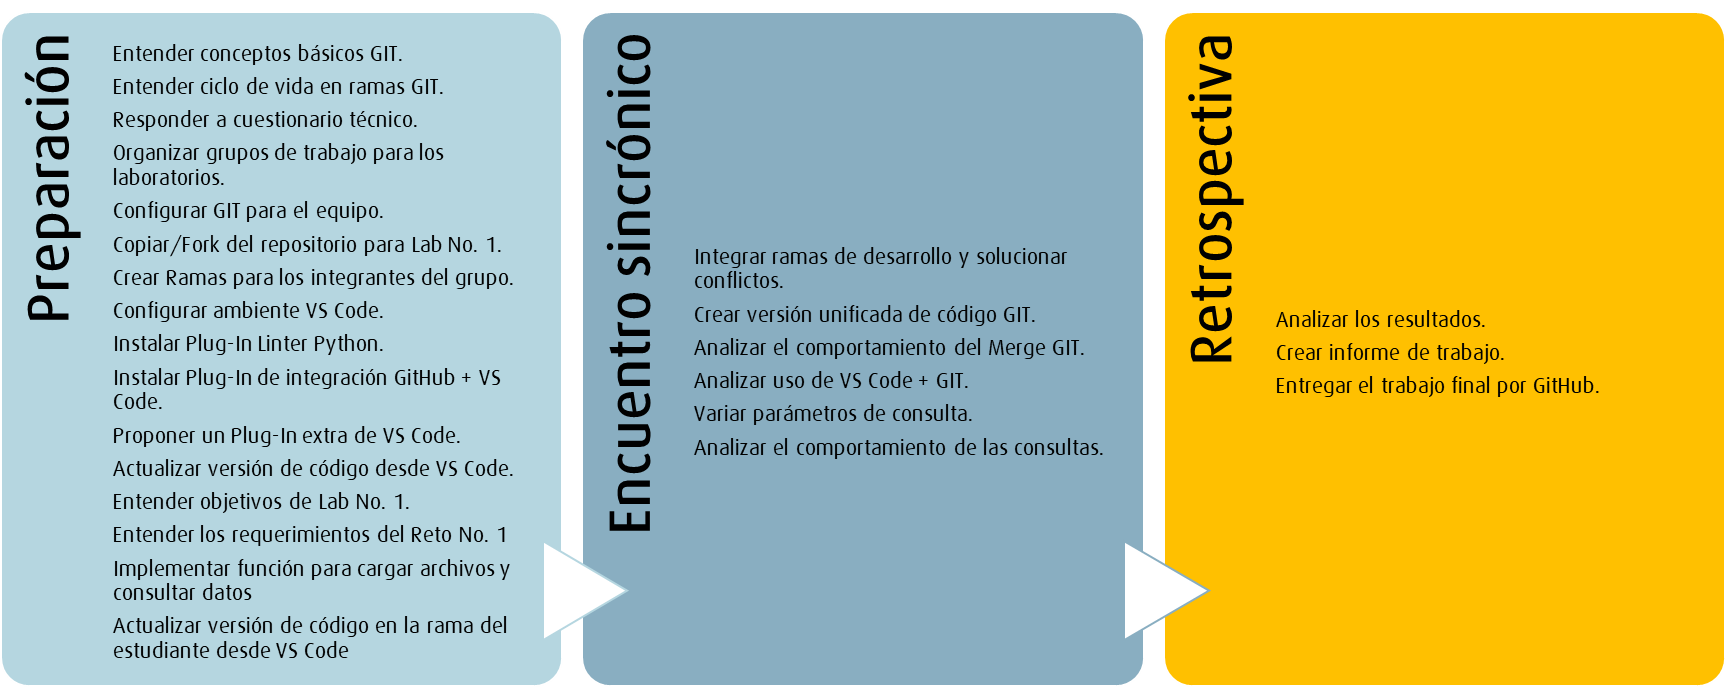 Preparación
Entender conceptos básicos GIT.
Entender ciclo de vida en ramas GIT.
Responder a cuestionario técnico.
Organizar grupos de trabajo para los
laboratorios.
Configurar GIT para el equipo.
Copiar/Fork del repositorio para Lab No. 1.
Crear Ramas para los integrantes del grupo.
Configurar ambiente VS Code.
Instalar Plug-In Linter Python.
Instalar Plug-In de integración GitHub + VS
Code.
Proponer un Plug-In extra de VS Code.
Actualizar versión de código desde VS Code.
Entender objetivos de Lab No. 1.
Entender los requerimientos del Reto No. 1
Implementar función para cargar archivos y
consultar datos
Actualizar versión de código en la rama del
estudiante desde VS Code
Encuentro sincrónico
Integrar ramas de desarrollo y solucionar
conflictos.
Crear versión unificada de código GIT.
Analizar el comportamiento del Merge GIT.
Analizar uso de VS Code + GIT.
Variar parámetros de consulta.
Analizar el comportamiento de las consultas.
Retrospectiva
Analizar los resultados.
Crear informe de trabajo.
Entregar el trabajo final por GitHub.